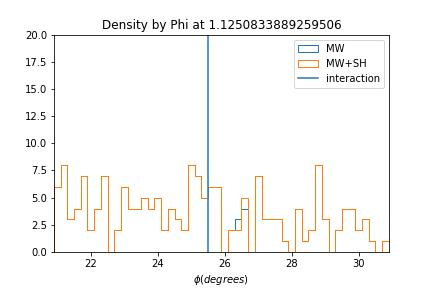 Density by Phi at 1.1250833889259506
20.0
17.5
15.0
12.5
10.0
7.5
5.0
2.5
0.0
MW
MW+SH
interaction
22 24 26 28 30
ϕ(degrees)